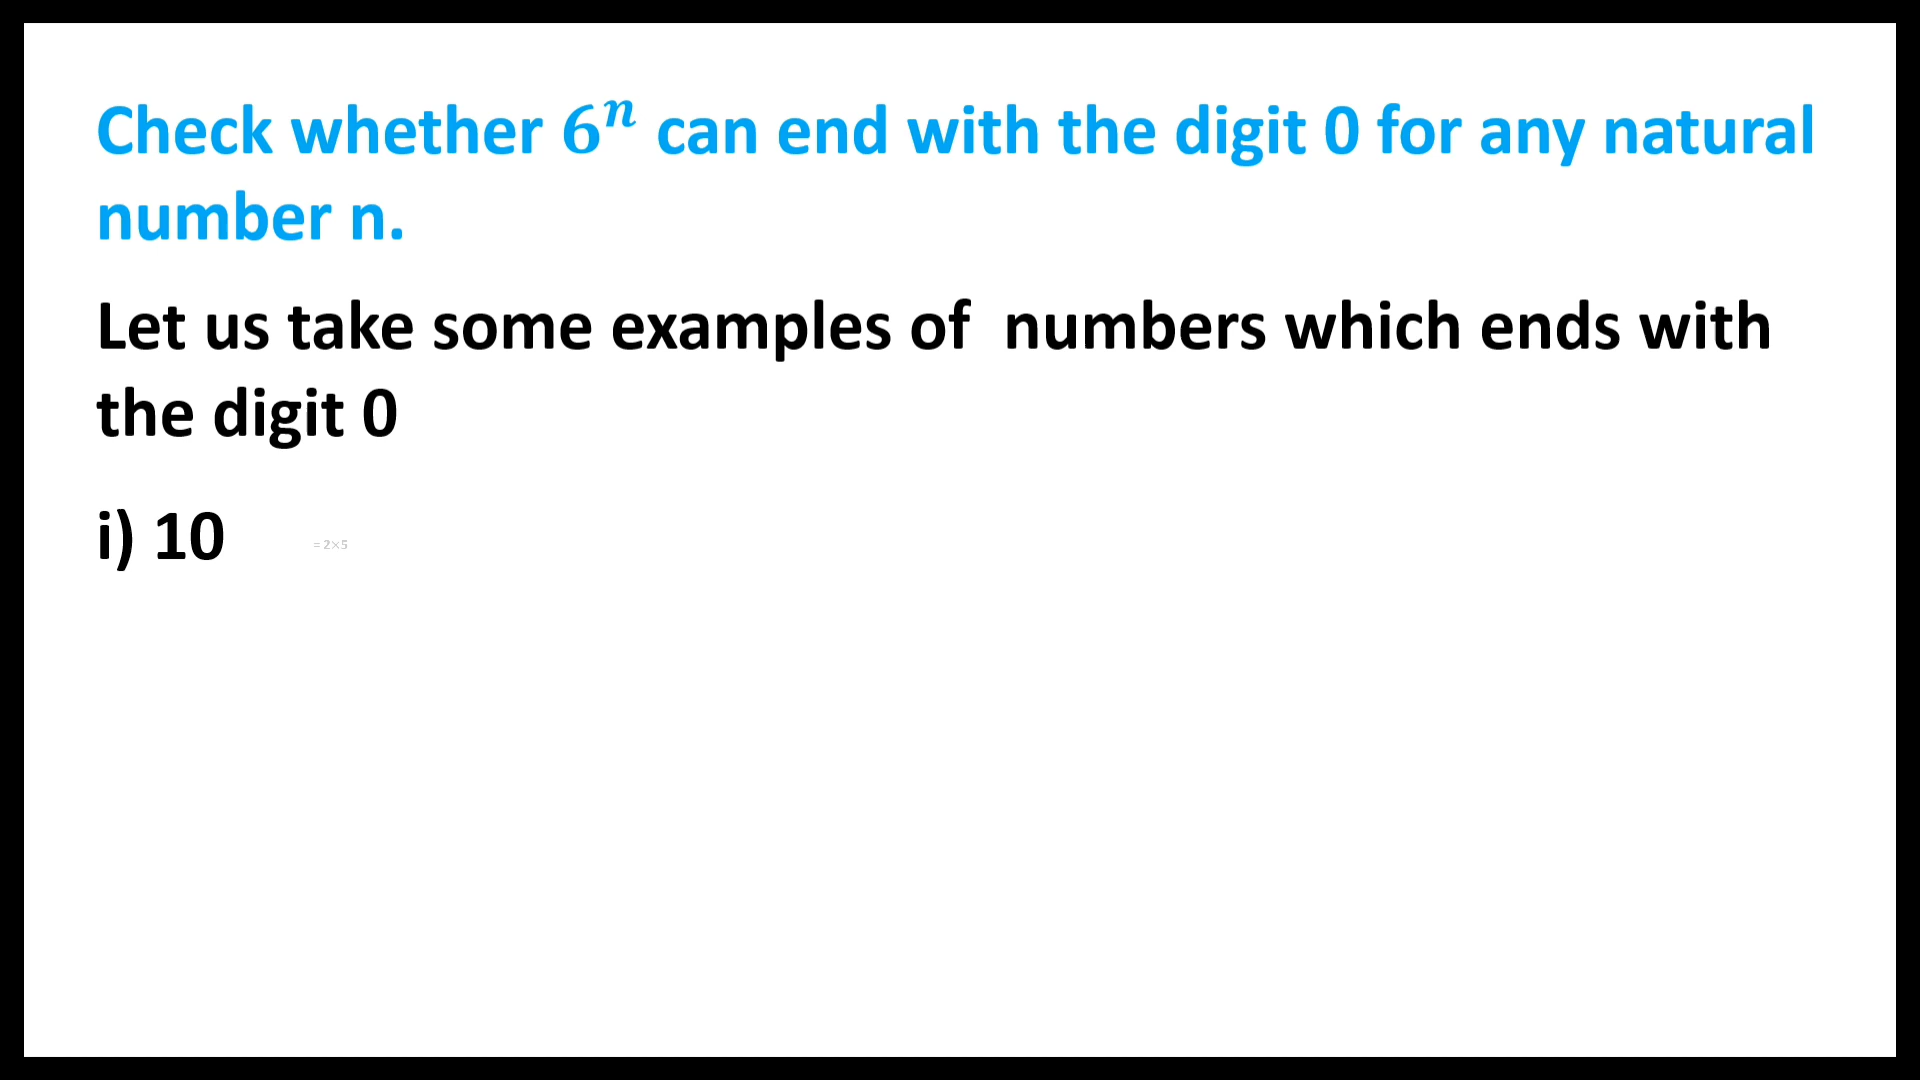 Check whether 6ⁿ can end with the digit 0 for any natural
number n.
Let us take some examples of  numbers which ends with
the digit 0
i) 10 = 2×5